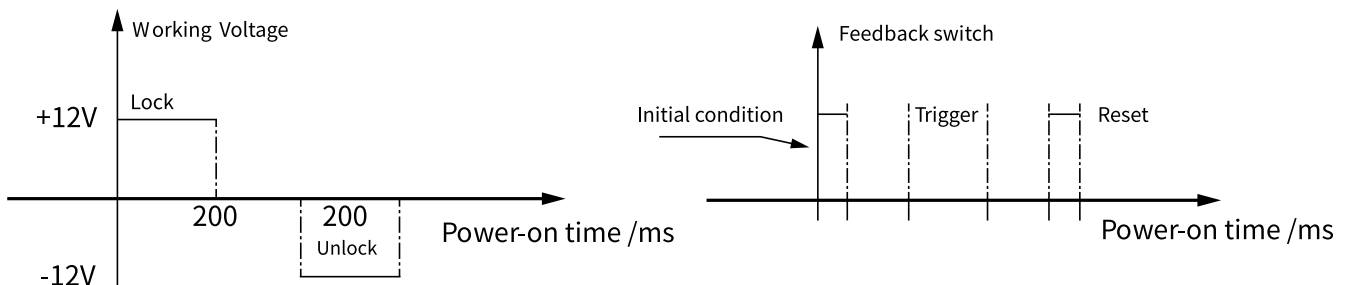 Working Voltage
Lock
+12V
200
200
Unlock
-12V
Power-on time /ms
Feedback switch
Initial condition
Trigger
Reset
Power-on time /ms